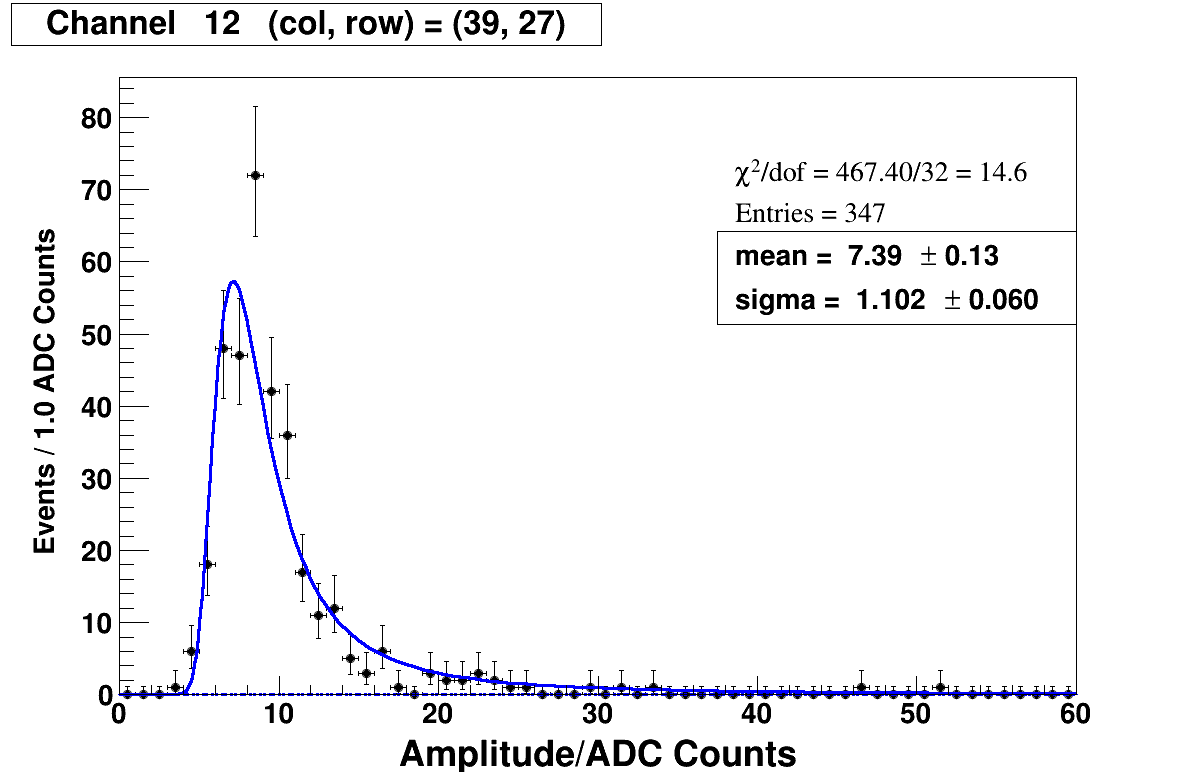 Channel 12 (col, row) = (39, 27)
χ²/dof = 467.40/32 = 14.6
Entries = 347
mean = 7.39 ± 0.13
sigma = 1.102 ± 0.060
Events / 1.0 ADC Counts
80
70
60
50
40
30
20
10
0
0 10 20 30 40 50 60
Amplitude/ADC Counts